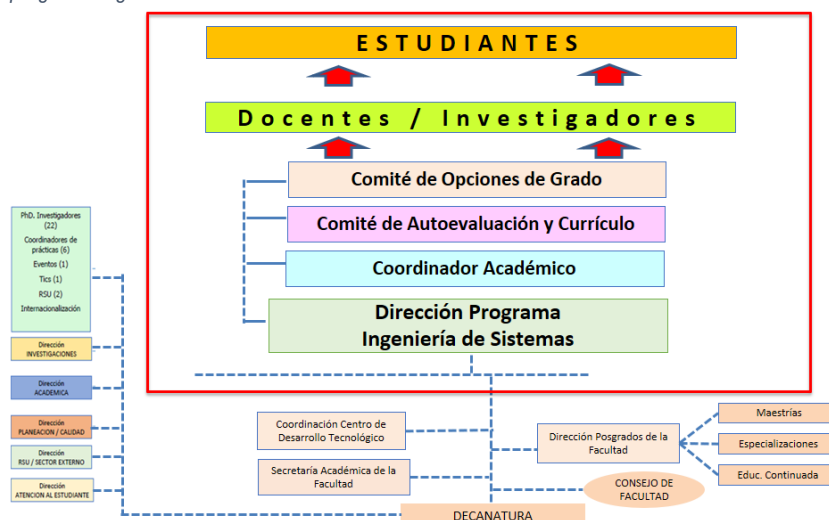 ESTUDIANTES
Docentes / Investigadores
Comité de Opciones de Grado
Comité de Autoevaluación y Currículo
Coordinador Académico
Dirección Programa
Ingeniería de Sistemas
PhD. Investigadores
(22)
Coordinadores de
prácticas (6)
Eventos (1)
Tics (1)
RSU (2)
Internacionalización
Dirección
INVESTIGACIONES
Dirección
ACADEMICA
Dirección
PLANEACION / CALIDAD
Dirección
RSU / SECTOR EXTERNO
Dirección
ATENCION AL ESTUDIANTE
Coordinación Centro de
Desarrollo Tecnológico
Secretaría Académica de la
Facultad
Dirección Posgrados de la
Facultad
Maestrías
Especializaciones
Educ. Continuada
CONSEJO DE
FACULTAD
DECANATURA